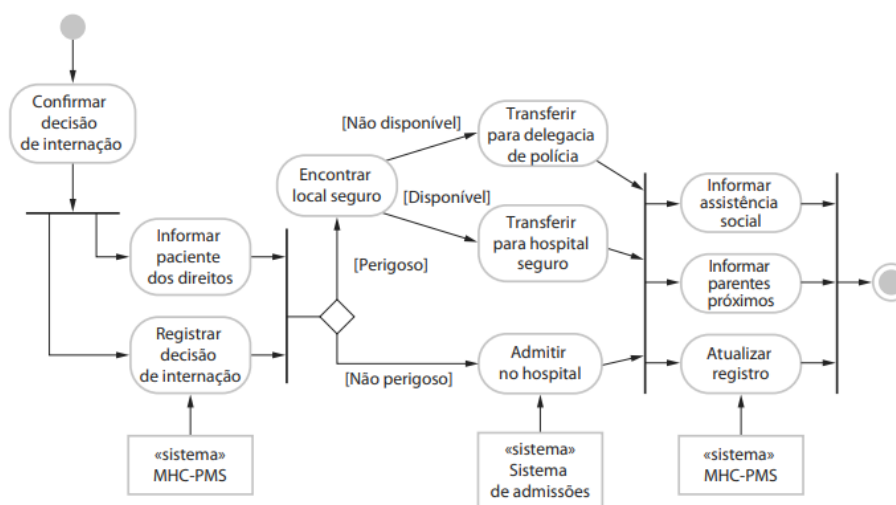 Confirmar
decisão
de internação
Informar
paciente
dos direitos
Registrar
decisão
de internação
«sistema»
MHC-PMS
Encontrar
local seguro
[Não disponível]
[Disponível]
[Perigoso]
[Não perigoso]
Transferir
para delegacia
de polícia
Transferir
para hospital
seguro
Admitir
no hospital
«sistema»
Sistema
de admissões
Informar
assistência
social
Informar
parentes
próximos
Atualizar
registro
«sistema»
MHC-PMS